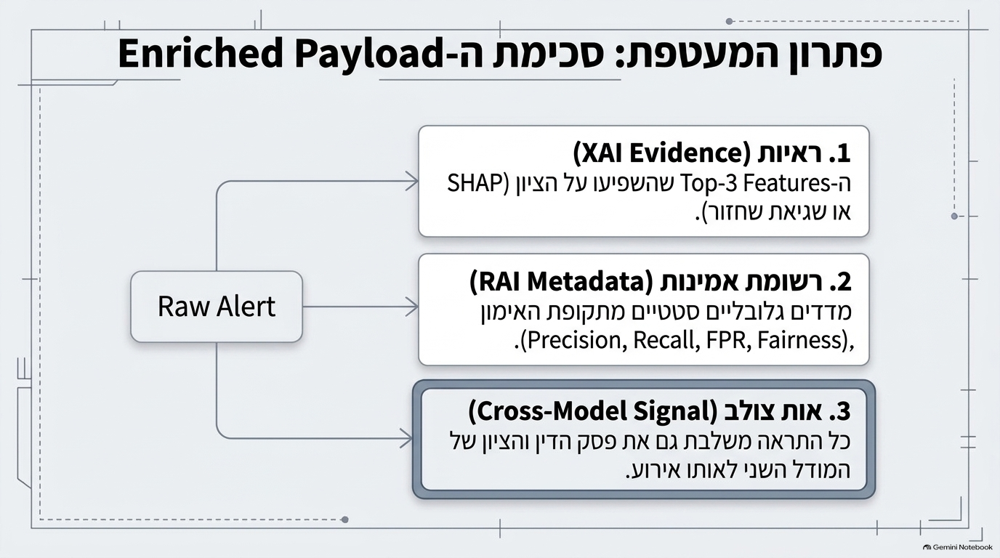 פתרון המעטפת: סכימת ה-Enriched Payload
1. ראיות (XAI Evidence)
ה-Top-3 Features שהשפיעו על הציון (SHAP
או שגיאת שחזור).
Raw Alert
2. רשומת אמינות (RAI Metadata)
מדדים גלובליים סטטיים מתקופת האימון
,(Precision, Recall, FPR, Fairness).
3. אות צולב (Cross-Model Signal)
כל התראה משלבת גם את פסק הדין והציון של
המודל השני לאותו אירוע.
Gemini Notebook